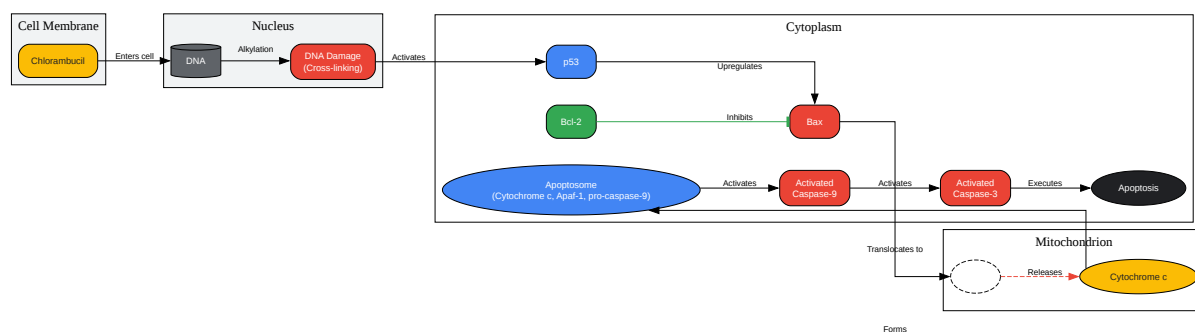 Cell Membrane
Chlorambucil
Enters cell
Nucleus
DNA
Alkylation
DNA Damage
(Cross-linking)
Activates
Cytoplasm
p53
Upregulates
Bcl-2
Inhibits
Bax
Apoptosome
(Cytochrome c, Apaf-1, pro-caspase-9)
Activates
Activated
Caspase-9
Activates
Activated
Caspase-3
Executes
Apoptosis
Translocates to
Mitochondrion
Releases
Cytochrome c
Forms